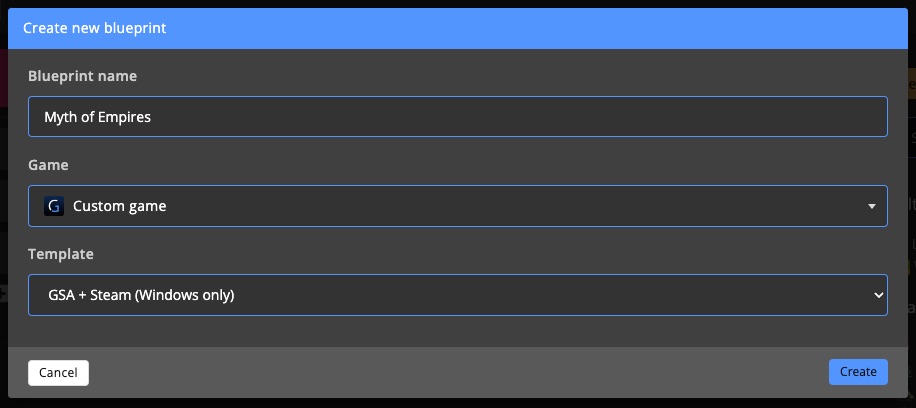 Create new blueprint
Blueprint name
Myth of Empires
Game
G Custom game
Template
GSA + Steam (Windows only)
Cancel
Create